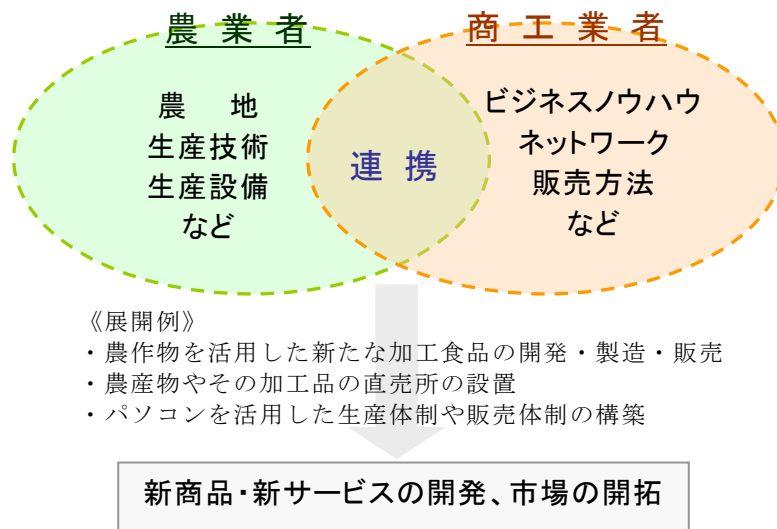 農業者
商工業者
農　地
生産技術
生産設備
など
連携
ビジネスノウハウ
ネットワーク
販売方法
など
《展開例》
・農作物を活用した新たな加工食品の開発・製造・販売
・農産物やその加工品の直売所の設置
・パソコンを活用した生産体制や販売体制の構築
新商品・新サービスの開発、市場の開拓